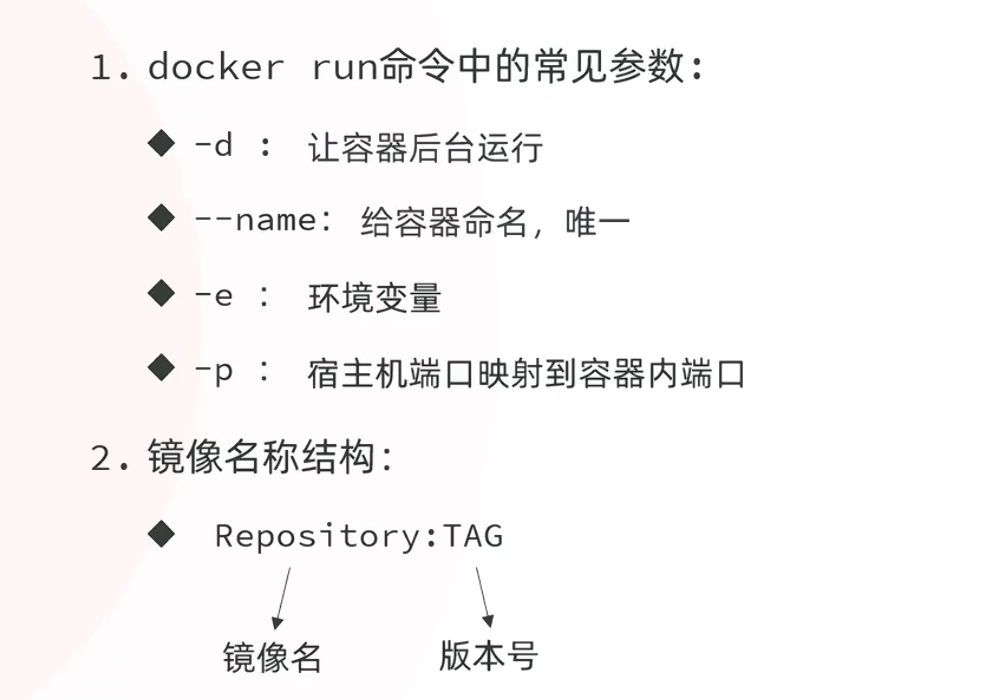 1. docker run命令中的常见参数:
◆ -d : 让容器后台运行
◆ --name: 给容器命名, 唯一
◆ -e : 环境变量
◆ -p : 宿主机端口映射到容器内端口
2. 镜像名称结构:
◆ Repository:TAG
镜像名 版本号